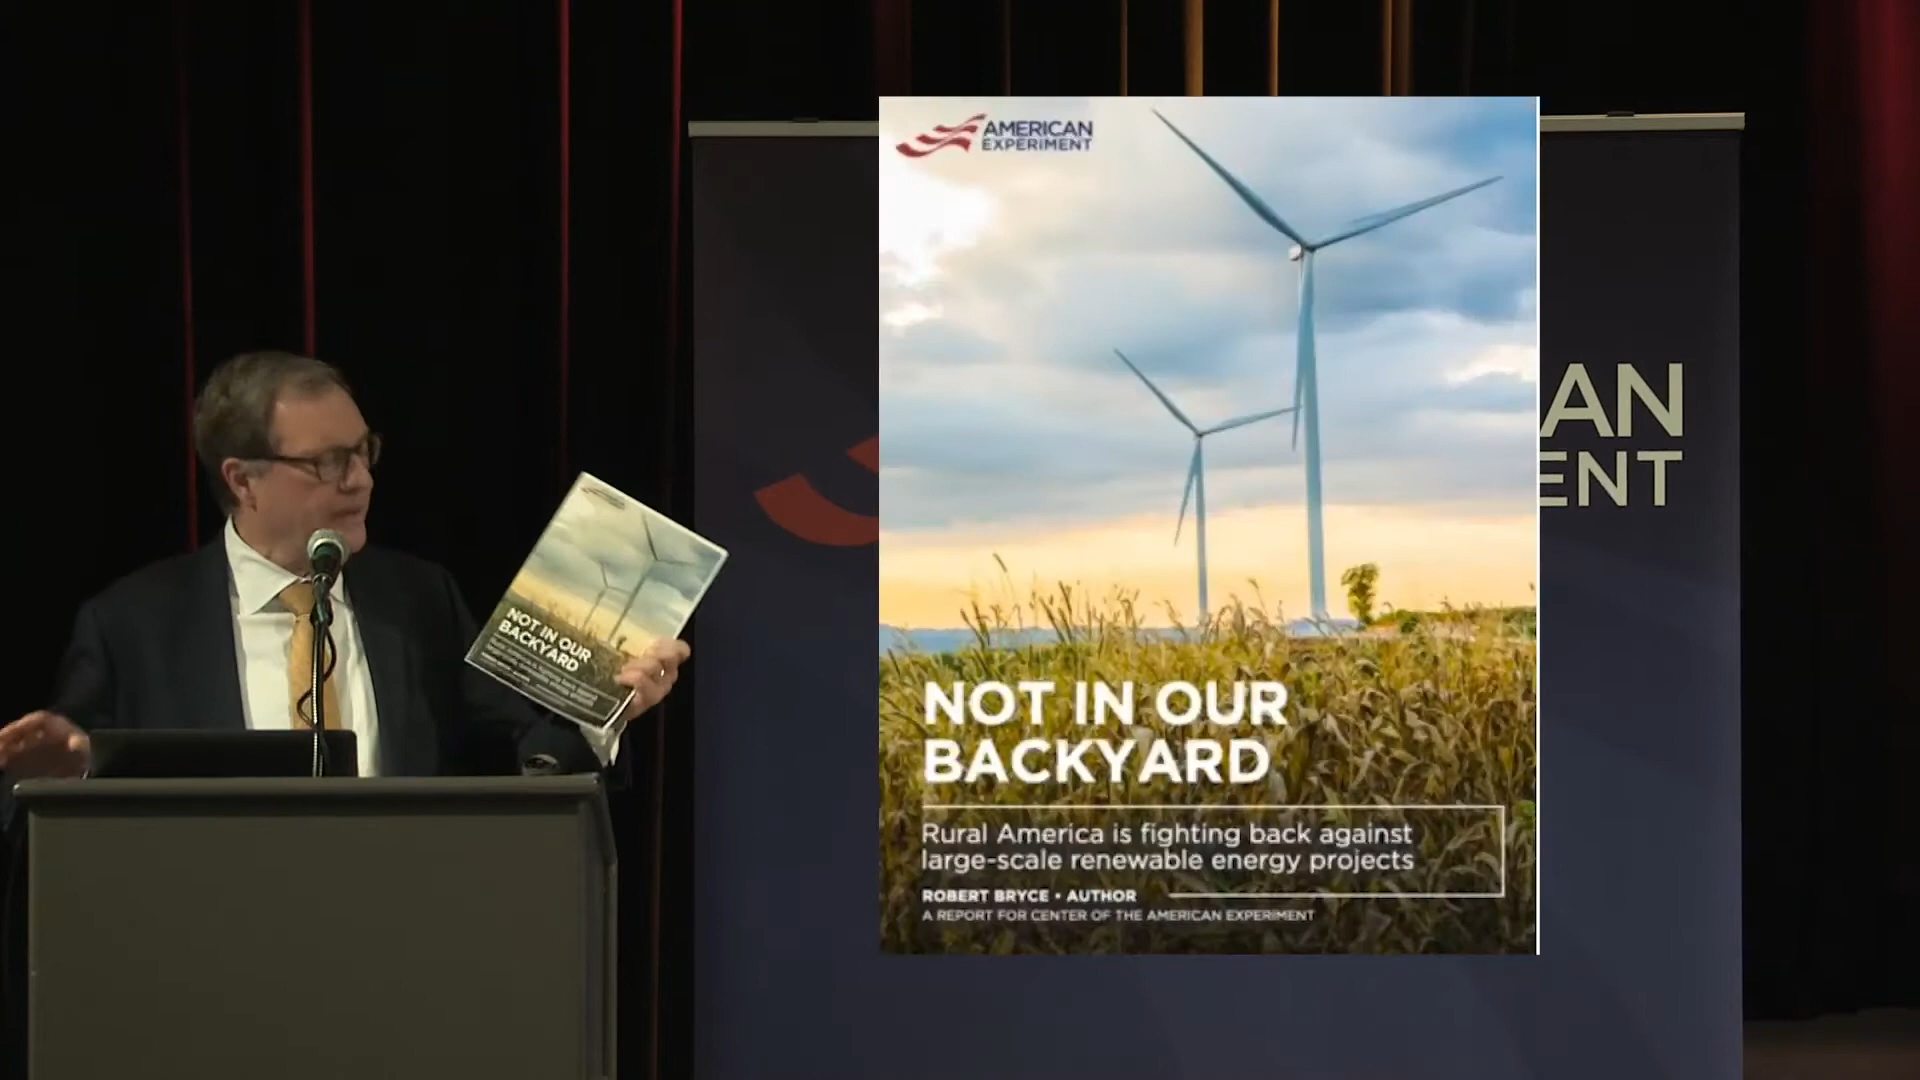 AMERICAN
EXPERIMENT
NOT IN OUR
BACKYARD
Rural America is fighting back against
large-scale renewable energy projects
ROBERT BRYCE • AUTHOR
A REPORT FOR CENTER OF THE AMERICAN EXPERIMENT
NOT IN OUR
BACKYARD
AN
ENT